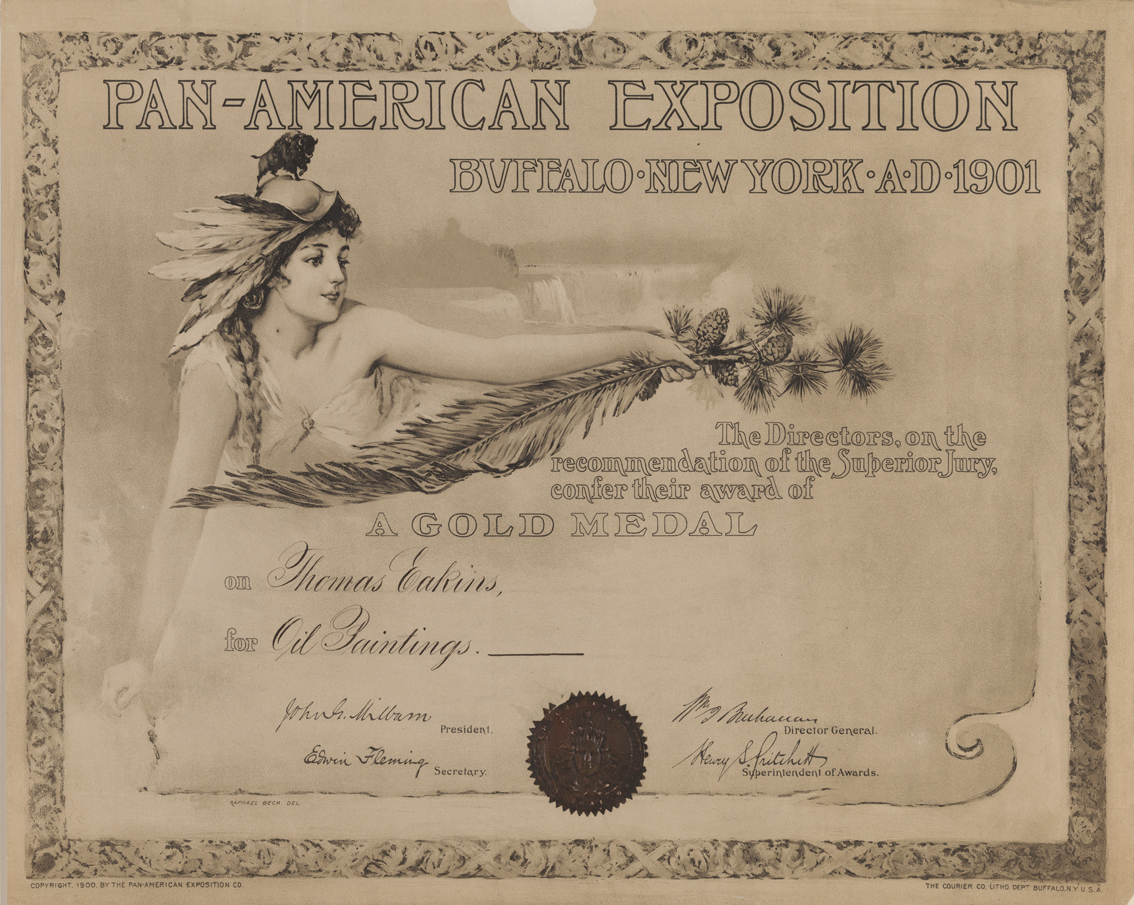 PAN-AMERICAN EXPOSITION
BVFFALO·NEW YORK·A·D·1901
The Directors, on the
recommendation of the Superior Jury,
confer their award of
A GOLD MEDAL
on Thomas Eakins,
for Oil Paintings.
John G. Milburn
President.
Edwin Fleming
Secretary.
Wm I Buchanan
Director General.
Henry S. Pritchett
Superintendent of Awards.
RAPHAEL BECK DEL.
COPYRIGHT, 1900, BY THE PAN-AMERICAN EXPOSITION CO.
THE COURIER CO. LITHO. DEPT BUFFALO, N.Y. U.S.A.